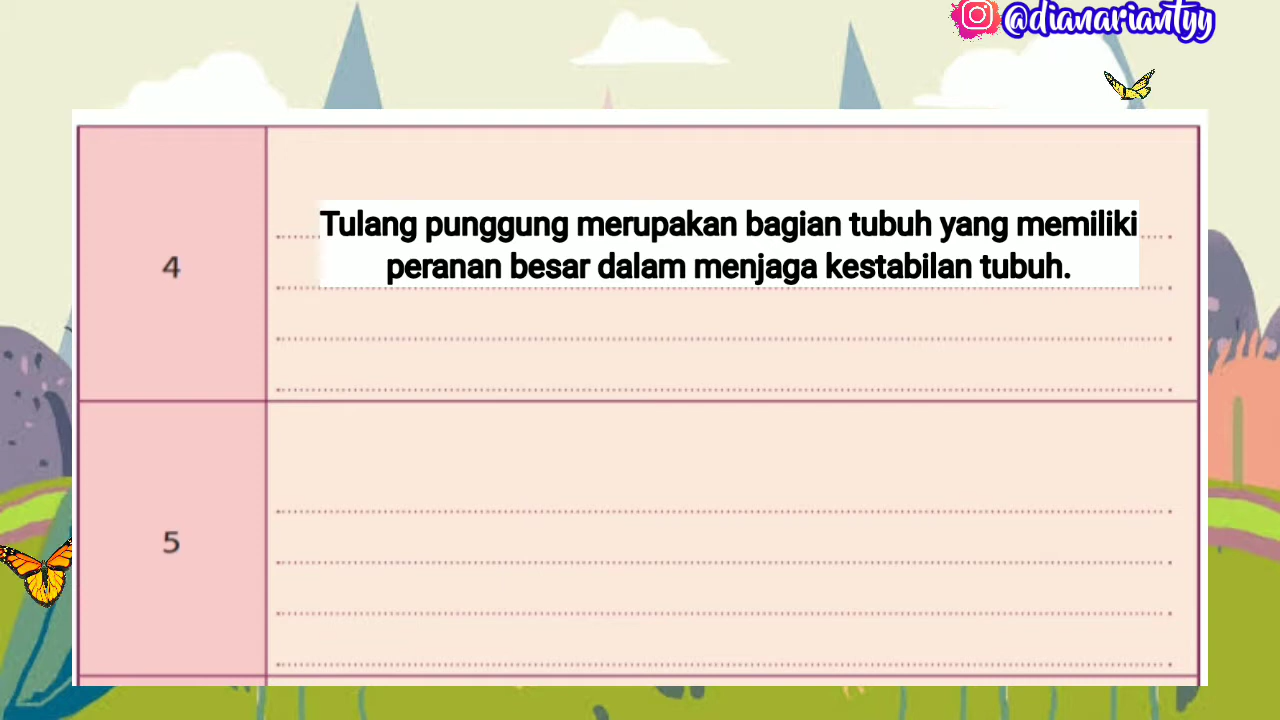 @dianariantyy
4
Tulang punggung merupakan bagian tubuh yang memiliki
peranan besar dalam menjaga kestabilan tubuh.
5